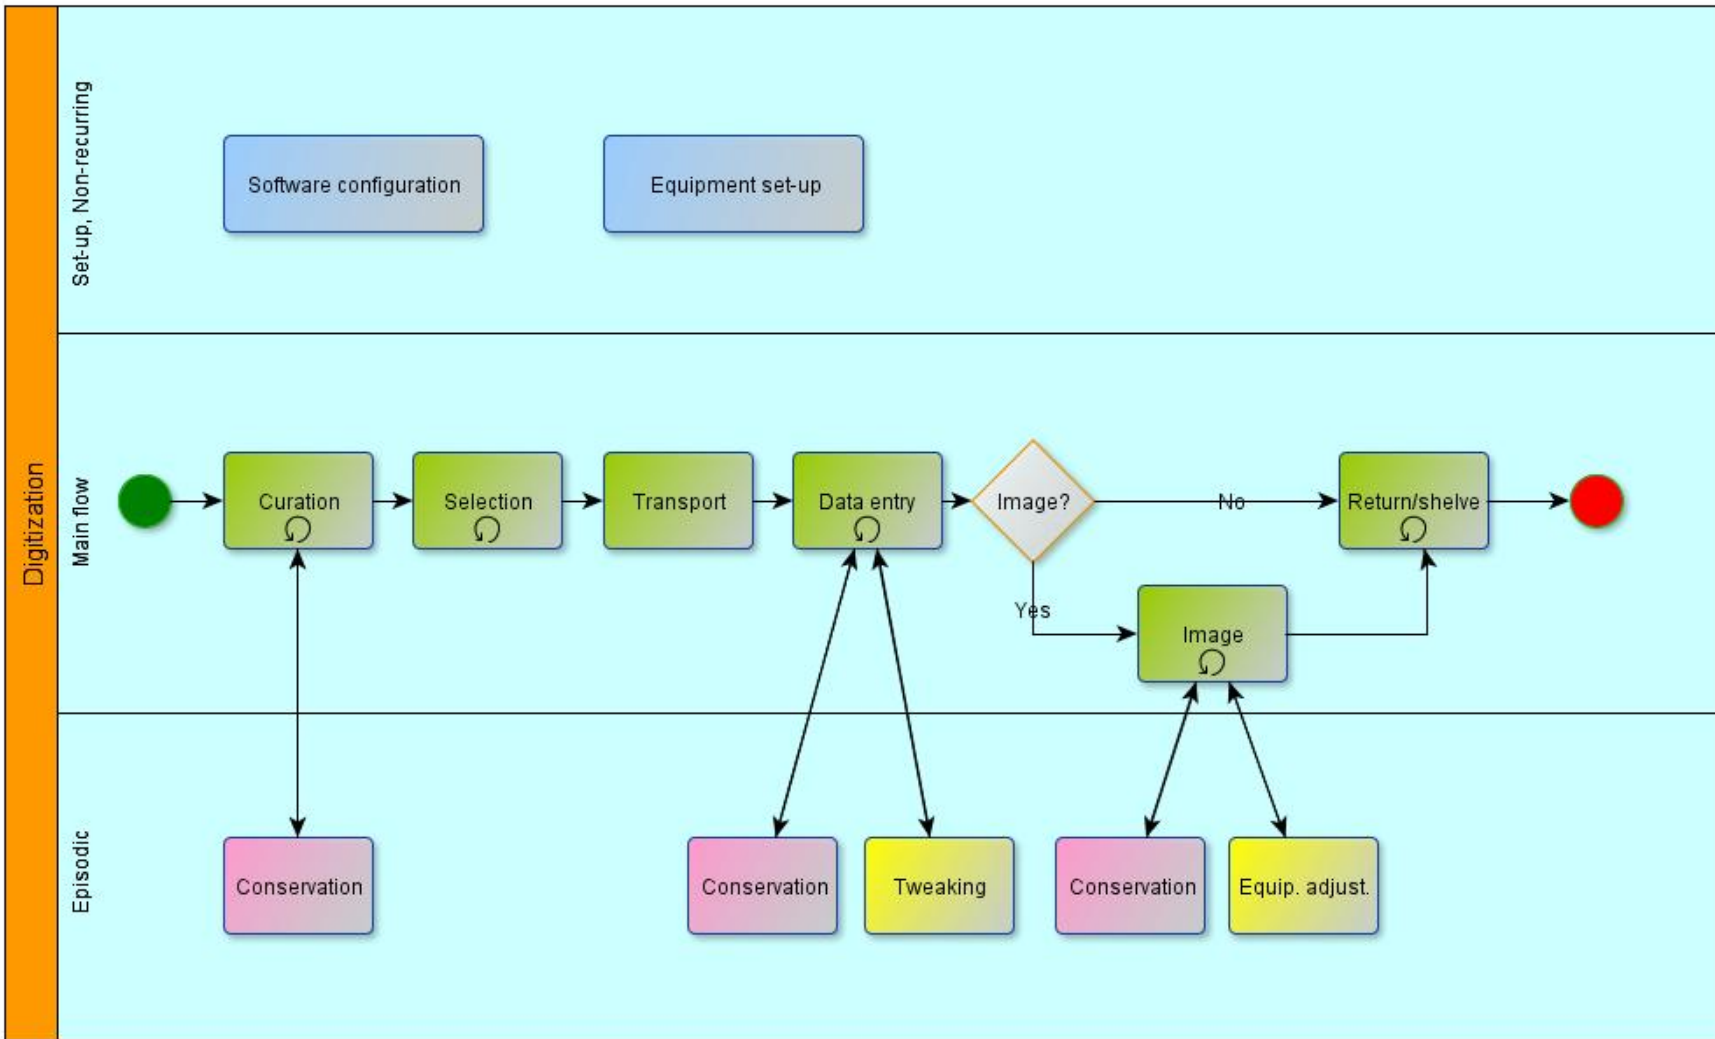 Digitization
Set-up, Non-recurring
Software configuration
Equipment set-up
Main flow
Curation
Selection
Transport
Data entry
Image?
No
Return/shelve
Yes
Image
Episodic
Conservation
Conservation
Tweaking
Conservation
Equip. adjust.